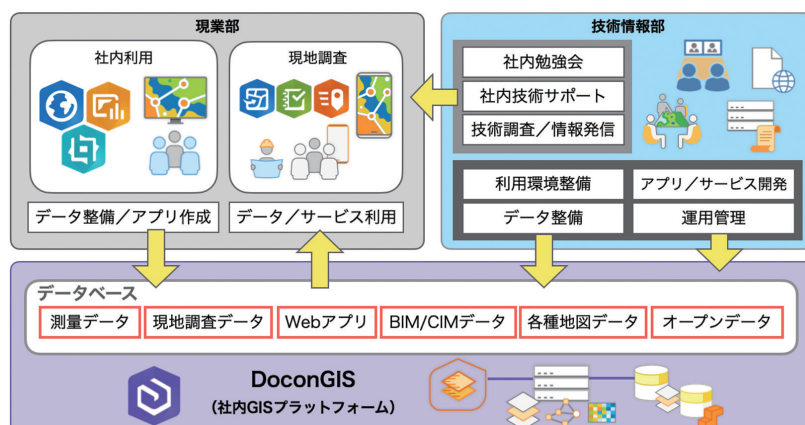 現業部
社内利用
現地調査
データ整備／アプリ作成
データ／サービス利用
技術情報部
社内勉強会
社内技術サポート
技術調査／情報発信
利用環境整備
アプリ／サービス開発
データ整備
運用管理
データベース
測量データ
現地調査データ
Webアプリ
BIM/CIMデータ
各種地図データ
オープンデータ
DoconGIS
（社内GISプラットフォーム）